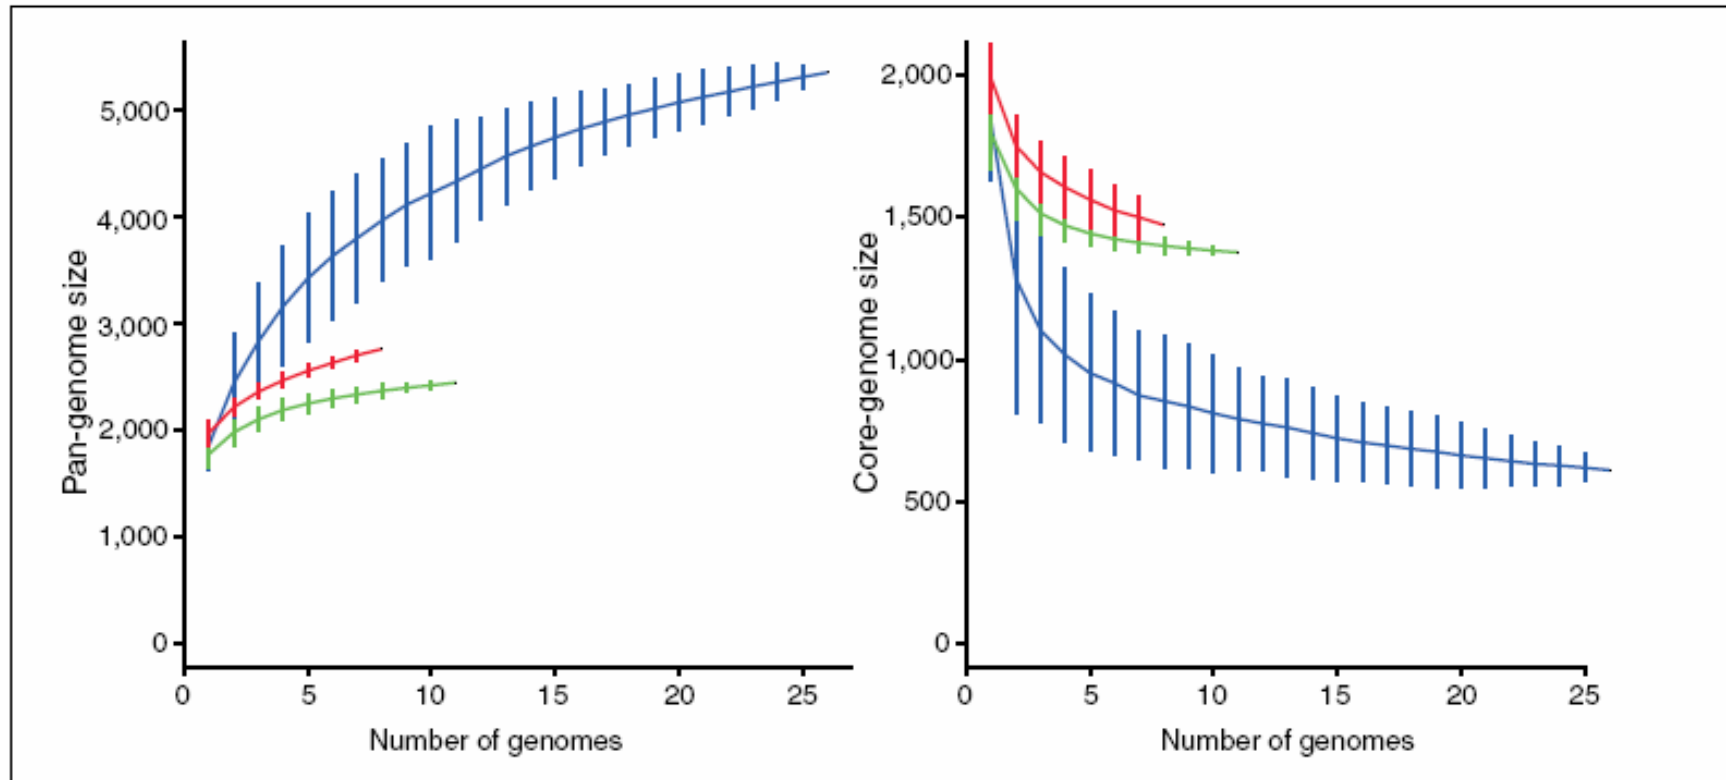 Pan-genome size
5,000
4,000
3,000
2,000
1,000
0
0 5 10 15 20 25
Number of genomes
Core-genome size
2,000
1,500
1,000
500
0
0 5 10 15 20 25
Number of genomes